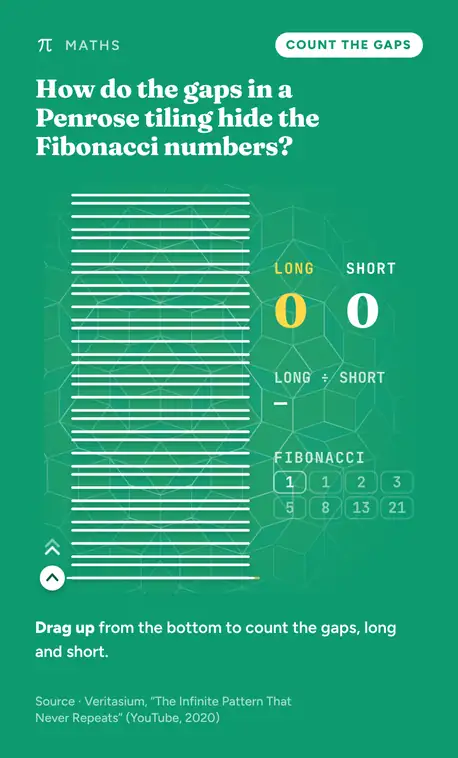 π MATHS
COUNT THE GAPS
How do the gaps in a
Penrose tiling hide the
Fibonacci numbers?
LONG SHORT
0 0
LONG ÷ SHORT
–
FIBONACCI
1 1 2 3
5 8 13 21
Drag up from the bottom to count the gaps, long
and short.
Source · Veritasium, “The Infinite Pattern That
Never Repeats” (YouTube, 2020)